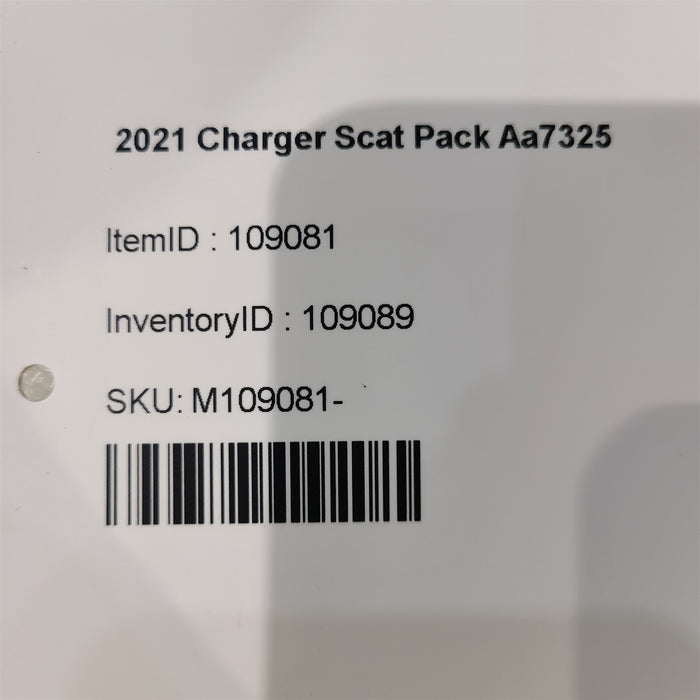 2021 Charger Scat Pack Aa7325
ItemID : 109081
InventoryID : 109089
SKU: M109081-